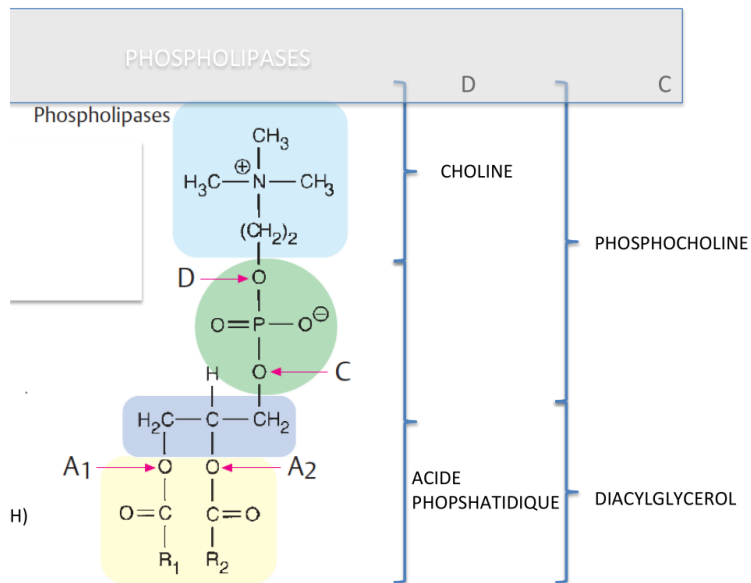 PHOSPHOLIPASES
D C
Phospholipases
CH₃
H₃C—N—CH₃
⊕
(CH₂)₂
CHOLINE
PHOSPHOCHOLINE
D
O
O=P—O⊖
O
C
H
H₂C—C—CH₂
A1
O
O
A2
O=C
C=O
R₁
R₂
ACIDE
PHOPSHATIDIQUE
DIACYLGLYCEROL
H)